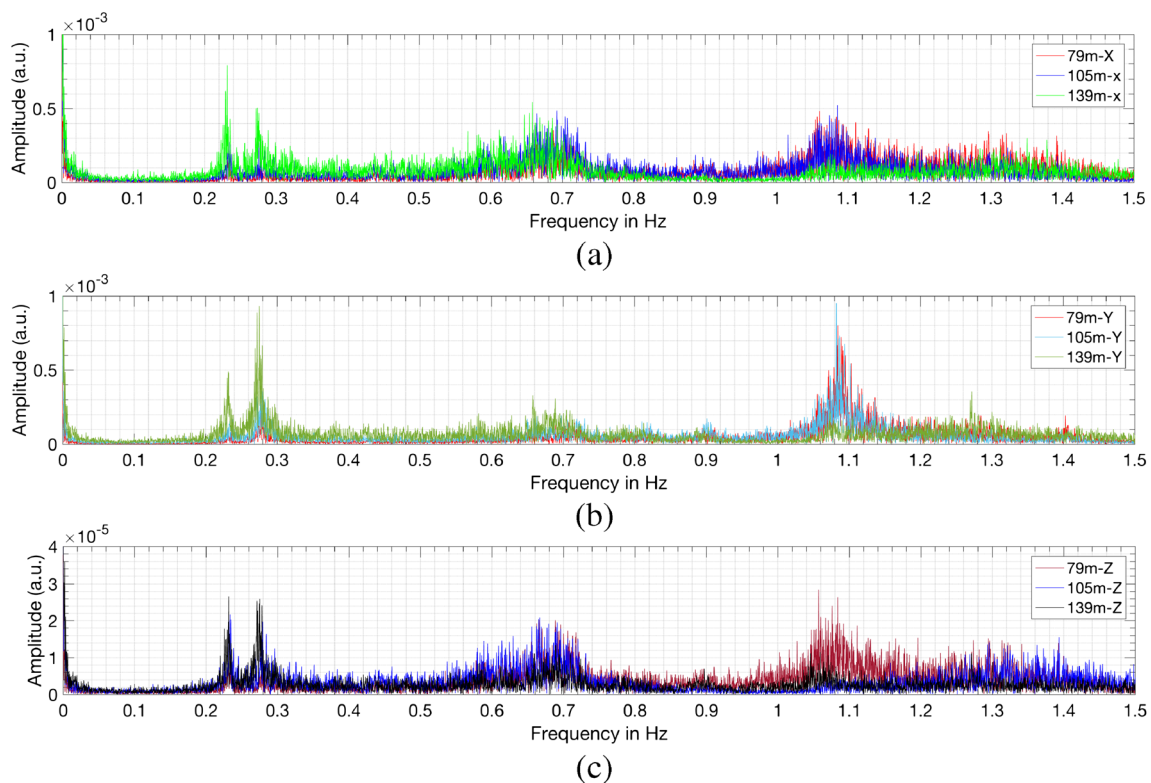 ×10⁻³
1
0.5
0
Amplitude (a.u.)
79m-X
105m-x
139m-x
0 0.1 0.2 0.3 0.4 0.5 0.6 0.7 0.8 0.9 1 1.1 1.2 1.3 1.4 1.5
Frequency in Hz
(a)
×10⁻³
1
0.5
0
Amplitude (a.u.)
79m-Y
105m-Y
139m-Y
0 0.1 0.2 0.3 0.4 0.5 0.6 0.7 0.8 0.9 1 1.1 1.2 1.3 1.4 1.5
Frequency in Hz
(b)
×10⁻⁵
4
3
2
1
0
Amplitude (a.u.)
79m-Z
105m-Z
139m-Z
0 0.1 0.2 0.3 0.4 0.5 0.6 0.7 0.8 0.9 1 1.1 1.2 1.3 1.4 1.5
Frequency in Hz
(c)